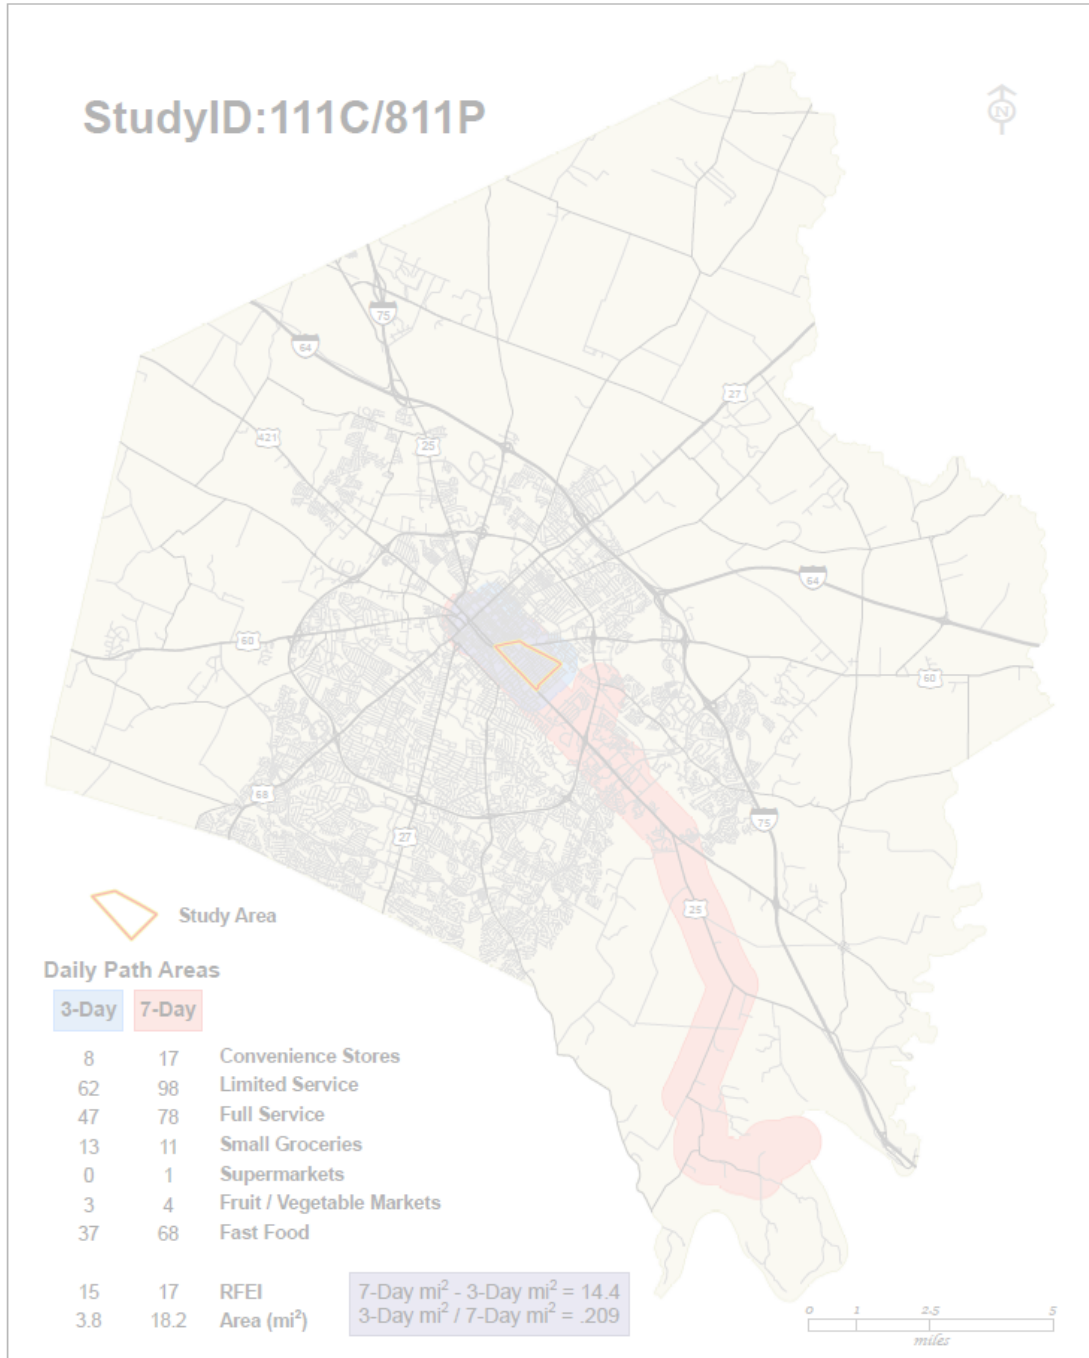 StudyID:111C/811P
N
75
64
27
421
25
64
60
60
68
27
75
25
Study Area
Daily Path Areas
3-Day 7-Day
8 17 Convenience Stores
62 98 Limited Service
47 78 Full Service
13 11 Small Groceries
0 1 Supermarkets
3 4 Fruit / Vegetable Markets
37 68 Fast Food
15 17 RFEI
3.8 18.2 Area (mi²)
7-Day mi² - 3-Day mi² = 14.4
3-Day mi² / 7-Day mi² = .209
0 1 2.5 5
miles